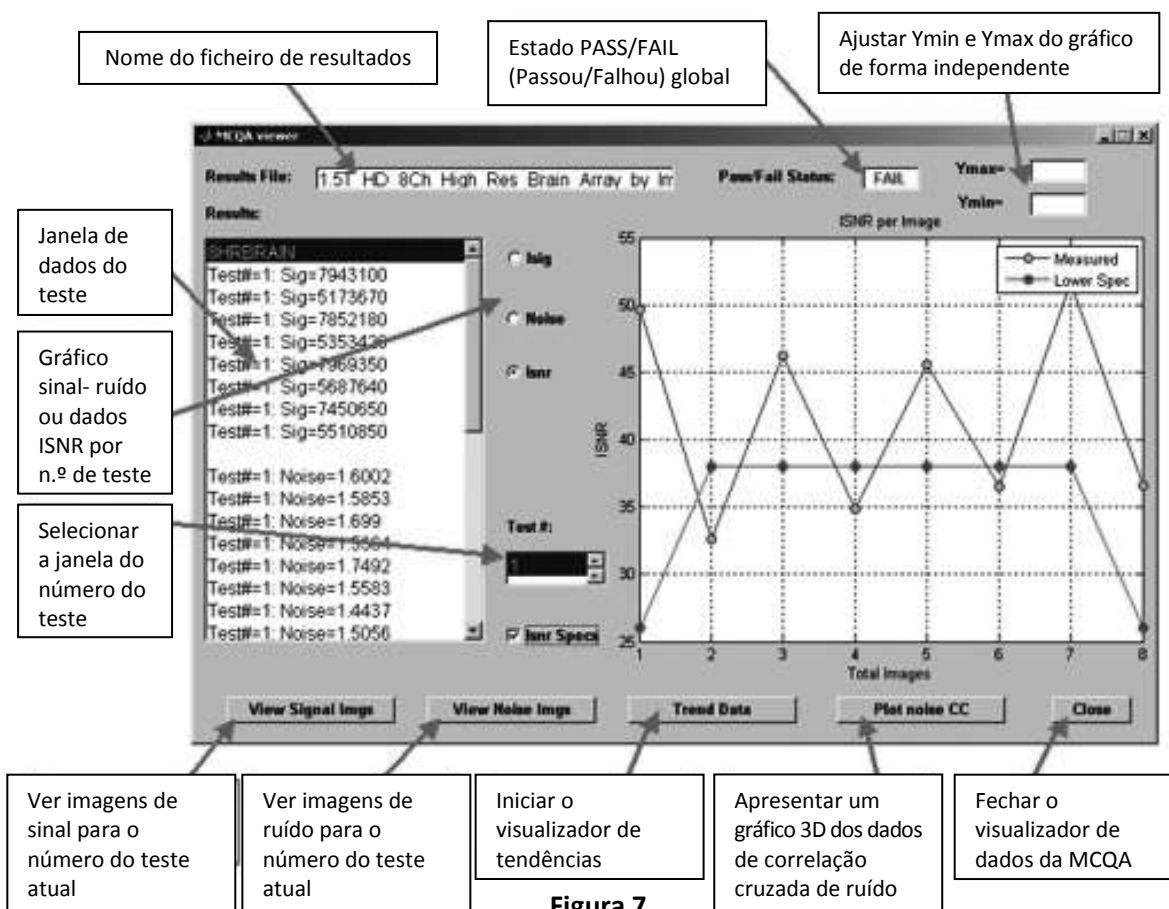 Nome do ficheiro de resultados
Estado PASS/FAIL
(Passou/Falhou) global
Ajustar Ymin e Ymax do gráfico
de forma independente
MCQA viewer
Results File:
1.5T HD 8Ch High Res Brain Array by Im
Pass/Fail Status:
FAIL
Ymax=
Ymin=
Results:
8HRBRAIN
Test#=1: Sig=7943100
Test#=1: Sig=5173670
Test#=1: Sig=7852180
Test#=1: Sig=5353420
Test#=1: Sig=7969350
Test#=1: Sig=5687640
Test#=1: Sig=7450650
Test#=1: Sig=5510850
Test#=1: Noise=1.6002
Test#=1: Noise=1.5853
Test#=1: Noise=1.699
Test#=1:
Test#=1: Noise=1.7492
Test#=1: Noise=1.5583
Test#=1: Noise=1.4437
Test#=1: Noise=1.5056
Isig
Noise
Isnr
Test #:
1
Isnr Specs
ISNR per Image
Measured
Lower Spec
55
50
45
40
35
30
25
ISNR
1 2 3 4 5 6 7 8
Total Images
View Signal Imgs
View Noise Imgs
Trend Data
Plot noise CC
Close
Janela de
dados do
teste
Gráfico
sinal- ruído
ou dados
ISNR por
n.º de teste
Selecionar
a janela do
número do
teste
Ver imagens de
sinal para o
número do teste
atual
Ver imagens de
ruído para o
número do teste
atual
Iniciar o
visualizador de
tendências
Apresentar um
gráfico 3D dos dados
de correlação
cruzada de ruído
Fechar o
visualizador de
dados da MCQA
Figura 7